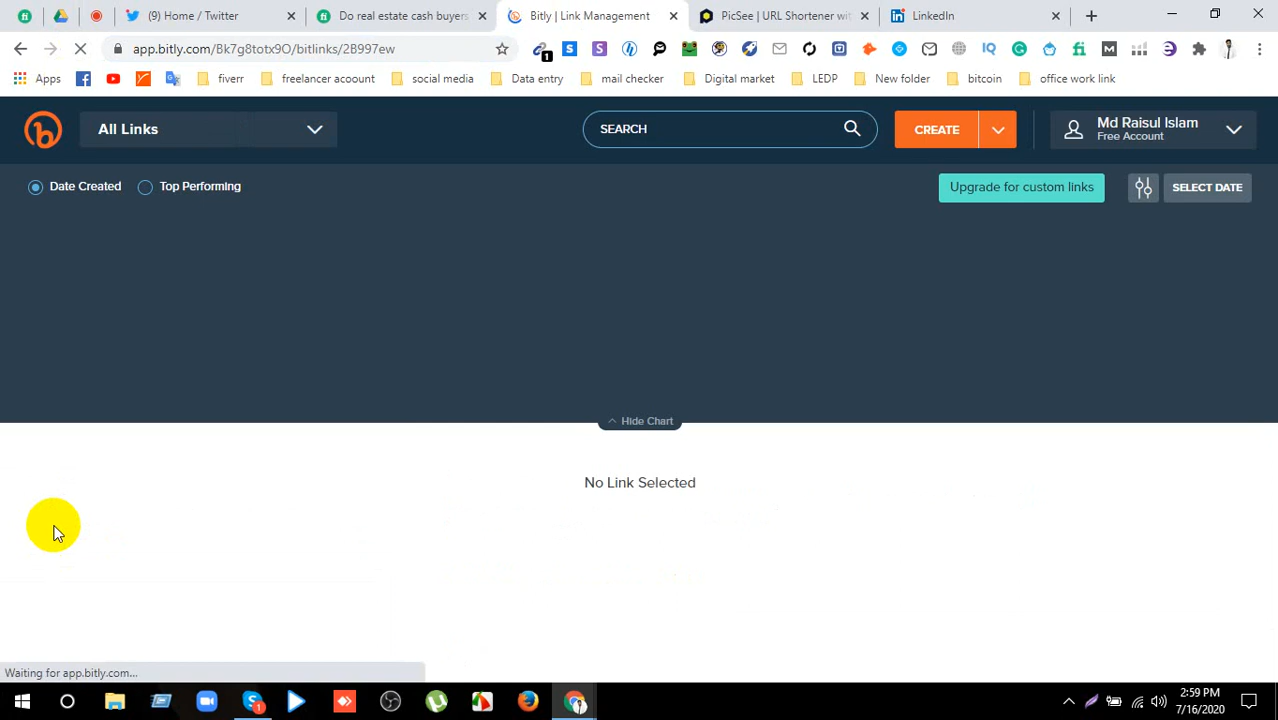 (9) Home / Twitter
Do real estate cash buyers
Bitly | Link Management
PicSee | URL Shortener wit
LinkedIn
app.bitly.com/Bk7g8totx9O/bitlinks/2B997ew
1
Apps
fiverr
freelancer acoount
social media
Data entry
mail checker
Digital market
LEDP
New folder
bitcoin
office work link
All Links
SEARCH
CREATE
Md Raisul Islam
Free Account
Date Created
Top Performing
Upgrade for custom links
SELECT DATE
Hide Chart
No Link Selected
Waiting for app.bitly.com...
2:59 PM
7/16/2020